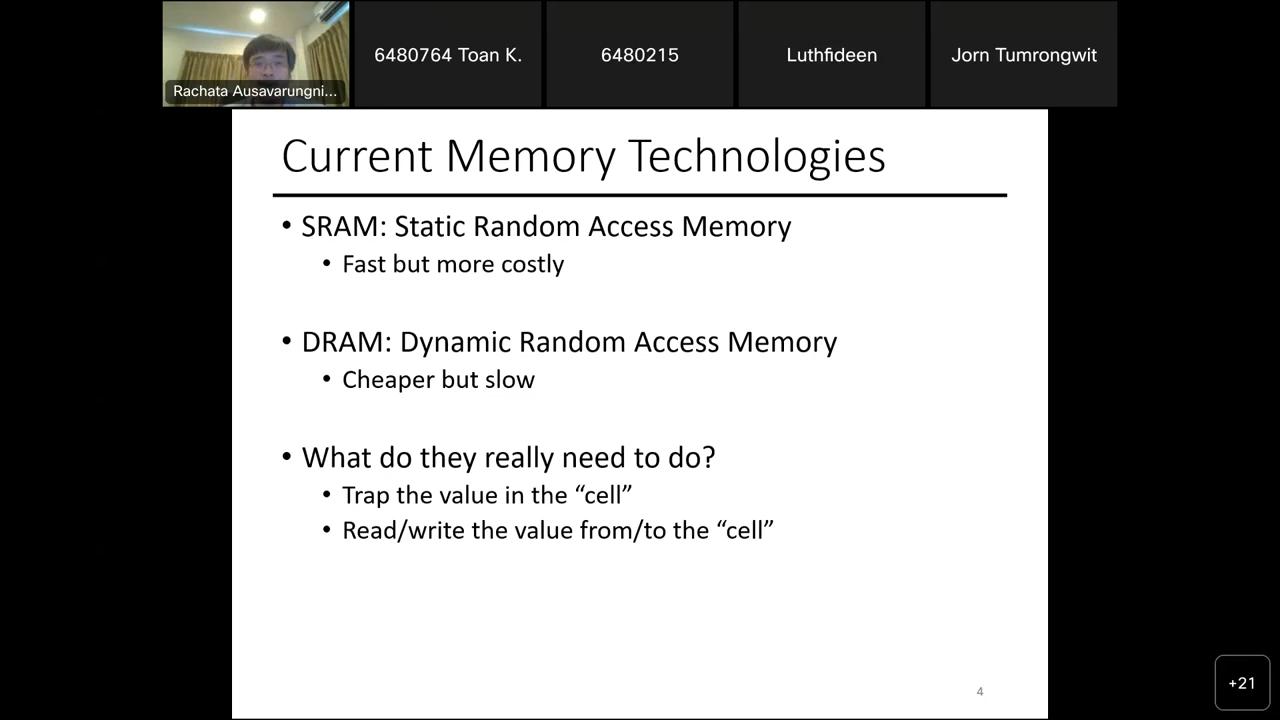 Rachata Ausavarungni...
6480764 Toan K.
6480215
Luthfideen
Jorn Tumrongwit
Current Memory Technologies
• SRAM: Static Random Access Memory
• Fast but more costly
• DRAM: Dynamic Random Access Memory
• Cheaper but slow
• What do they really need to do?
• Trap the value in the “cell”
• Read/write the value from/to the “cell”
4
+21